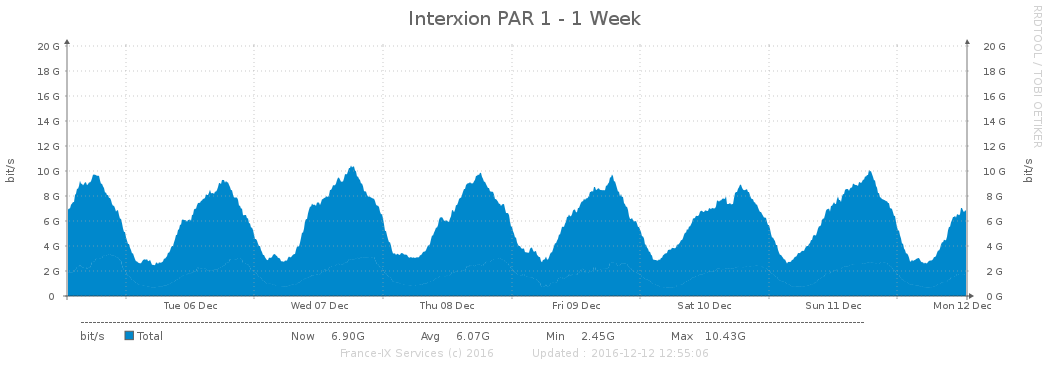 Interxion PAR 1 - 1 Week
RRDTOOL / TOBI OETIKER
bit/s
20 G 20 G
18 G 18 G
16 G 16 G
14 G 14 G
12 G 12 G
10 G 10 G
8 G 8 G
6 G 6 G
4 G 4 G
2 G 2 G
0 0 G
bit/s
Tue 06 Dec Wed 07 Dec Thu 08 Dec Fri 09 Dec Sat 10 Dec Sun 11 Dec Mon 12 Dec
bit/s Total Now 6.90G Avg 6.07G Min 2.45G Max 10.43G
France-IX Services (c) 2016 Updated : 2016-12-12 12:55:06